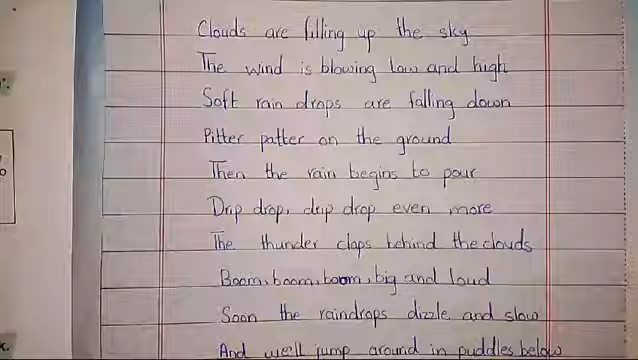 Clouds are filling up the sky
The wind is blowing low and high
Soft rain drops are falling down
Pitter patter on the ground
Then the rain begins to pour
Drip drop, drip drop even more
The thunder claps behind the clouds
Boom, boom, boom, big and loud
Soon the raindrops dizzle and slow
And we'll jump around in puddles below
k.